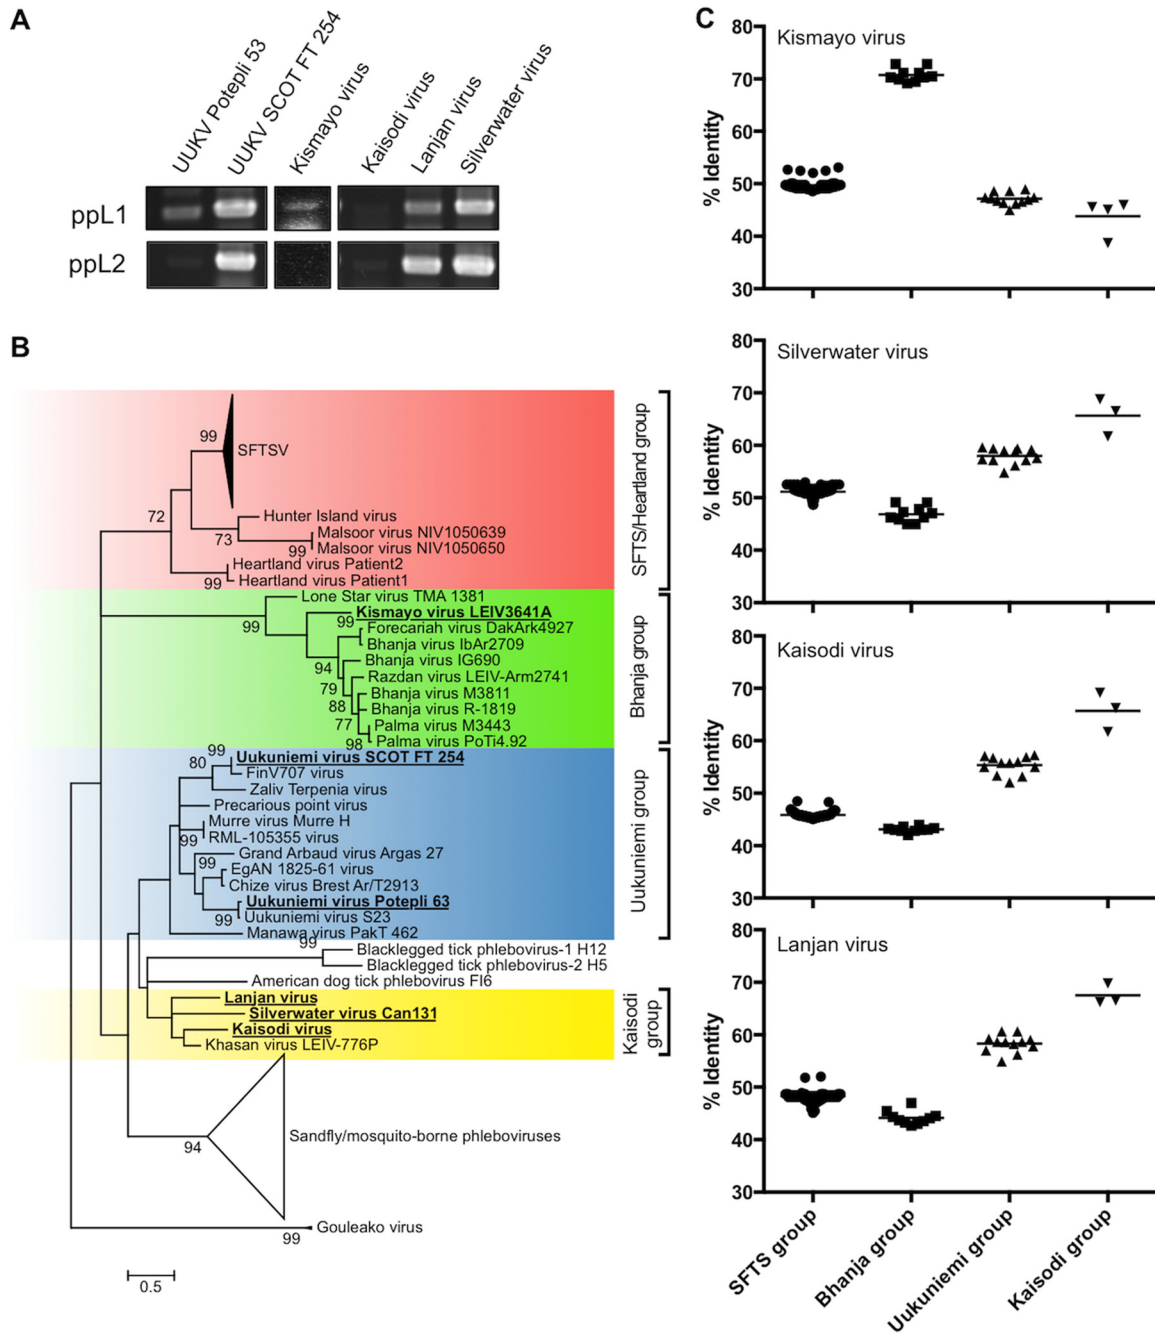 A
UUKV Potepli 53
UUKV SCOT FT 254
Kismayo virus
Kaisodi virus
Lanjan virus
Silverwater virus
ppL1
ppL2
B
99
SFTSV
72
Hunter Island virus
73
Malsoor virus NIV1050639
99
Malsoor virus NIV1050650
Heartland virus Patient2
99
Heartland virus Patient1
SFTS/Heartland group
Lone Star virus TMA 1381
99
Kismayo virus LEIV3641A
99
Forecariah virus DakArk4927
Bhanja virus IbAr2709
94
Bhanja virus IG690
79
Razdan virus LEIV-Arm2741
88
Bhanja virus M3811
Bhanja virus R-1819
77
Palma virus M3443
98
Palma virus PoTi4.92
Bhanja group
99
Uukuniemi virus SCOT FT 254
80
FinV707 virus
Zaliv Terpenia virus
Precarious point virus
Murre virus Murre H
99
RML-105355 virus
Grand Arbaud virus Argas 27
99
EgAN 1825-61 virus
Chize virus Brest Ar/T2913
Uukuniemi virus Potepli 63
99
Uukuniemi virus S23
Manawa virus PakT 462
Uukuniemi group
99
Blacklegged tick phlebovirus-1 H12
Blacklegged tick phlebovirus-2 H5
American dog tick phlebovirus FI6
Lanjan virus
Silverwater virus Can131
Kaisodi virus
Khasan virus LEIV-776P
Kaisodi
group
94
Sandfly/mosquito-borne phleboviruses
Gouleako virus
99
0.5
C
Kismayo virus
% Identity
80
70
60
50
40
30
Silverwater virus
% Identity
80
70
60
50
40
30
Kaisodi virus
% Identity
80
70
60
50
40
30
Lanjan virus
% Identity
80
70
60
50
40
30
SFTS group
Bhanja group
Uukuniemi group
Kaisodi group